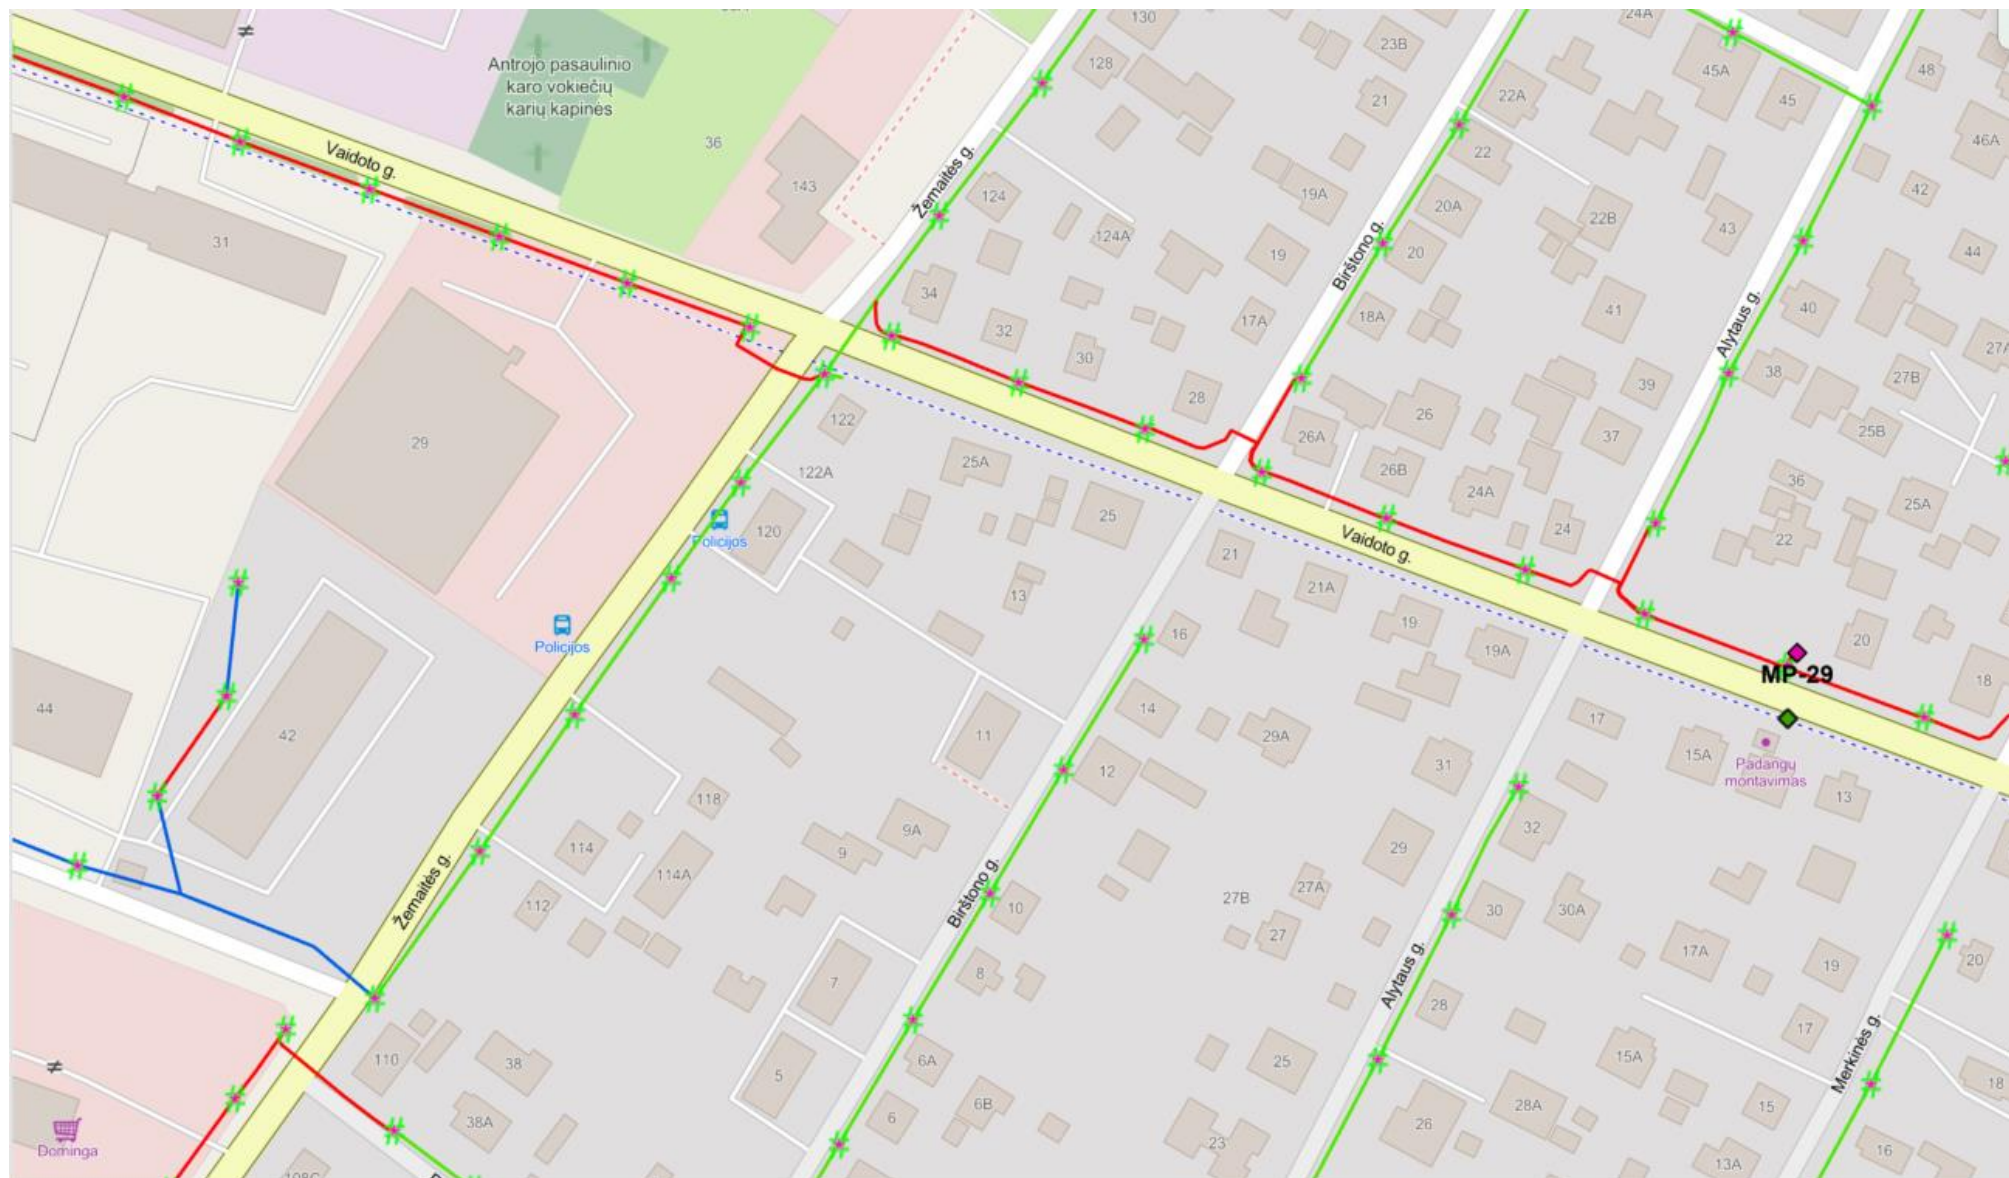 130
24A
128
23B
45A
48
Antrojo pasaulinio
karo vokiečių
karių kapinės
21
22A
45
36
46A
Vaidoto g.
22
143
Žemaitės g.
124
19A
20A
42
124A
22B
43
31
19
20
44
Birštono g.
34
40
17A
18A
41
Alytaus g.
32
27A
30
38
27B
39
28
26
122
26A
37
25B
29
25A
122A
26B
36
24A
25A
25
120
24
Policijos
Vaidoto g.
22
21
21A
13
19
16
20
Policijos
19A
MP-29
18
44
14
17
42
11
29A
15A
31
12
Padangų
montavimas
118
13
9A
32
114
9
29
Žemaitės g.
114A
27A
Birštono g.
27B
112
10
30
30A
27
17A
7
8
Alytaus g.
19
20
28
17
110
38
6A
25
15A
Merkinės g.
5
18
6B
15
38A
6
26
28A
Dominga
23
16
13A